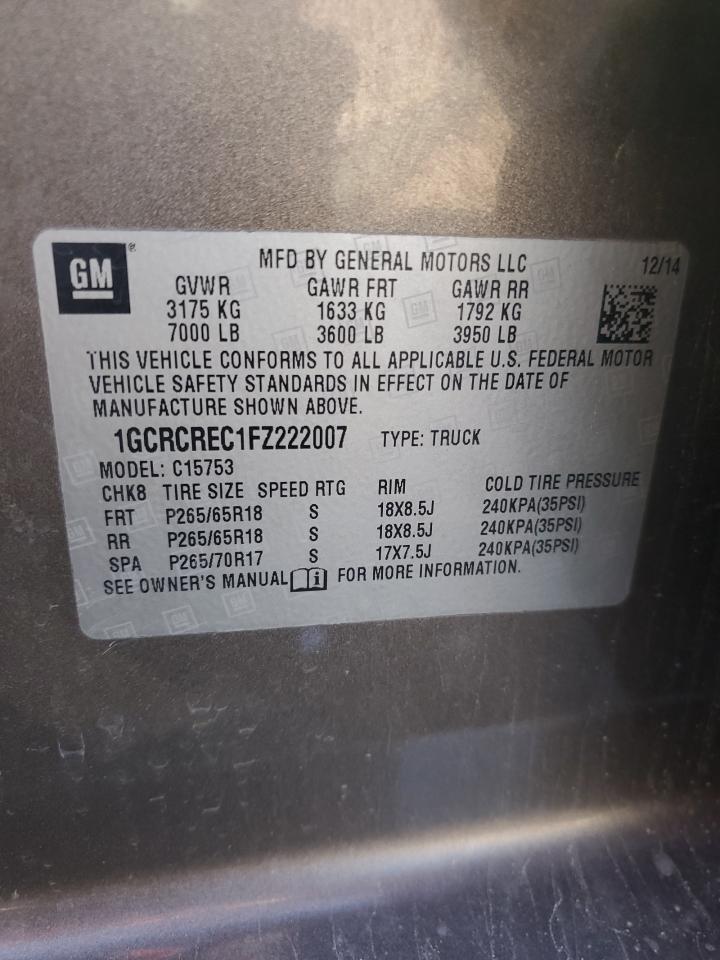 GM®
MFD BY GENERAL MOTORS LLC 12/14
GVWR GAWR FRT GAWR RR
3175 KG 1633 KG 1792 KG
7000 LB 3600 LB 3950 LB
THIS VEHICLE CONFORMS TO ALL APPLICABLE U.S. FEDERAL MOTOR
VEHICLE SAFETY STANDARDS IN EFFECT ON THE DATE OF
MANUFACTURE SHOWN ABOVE.
1GCRCREC1FZ222007 TYPE: TRUCK
MODEL: C15753
CHK8 TIRE SIZE SPEED RTG RIM COLD TIRE PRESSURE
FRT P265/65R18 S 18X8.5J 240KPA(35PSI)
RR P265/65R18 S 18X8.5J 240KPA(35PSI)
SPA P265/70R17 S 17X7.5J 240KPA(35PSI)
SEE OWNER'S MANUAL i FOR MORE INFORMATION.